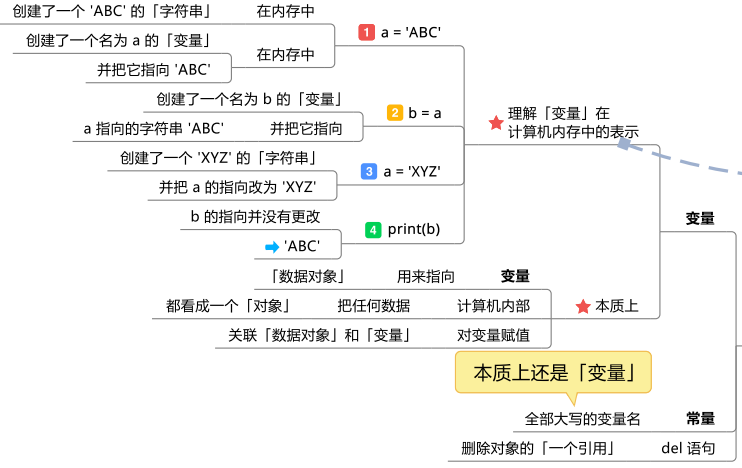 变量
理解「变量」在
计算机内存中的表示
1 a = 'ABC'
在内存中
创建了一个 'ABC' 的「字符串」
在内存中
创建了一个名为 a 的「变量」
并把它指向 'ABC'
2 b = a
创建了一个名为 b 的「变量」
并把它指向
a 指向的字符串 'ABC'
3 a = 'XYZ'
创建了一个 'XYZ' 的「字符串」
并把 a 的指向改为 'XYZ'
4 print(b)
b 的指向并没有更改
'ABC'
本质上
变量
用来指向
「数据对象」
计算机内部
把任何数据
都看成一个「对象」
对变量赋值
关联「数据对象」和「变量」
本质上还是「变量」
常量
全部大写的变量名
del 语句
删除对象的「一个引用」